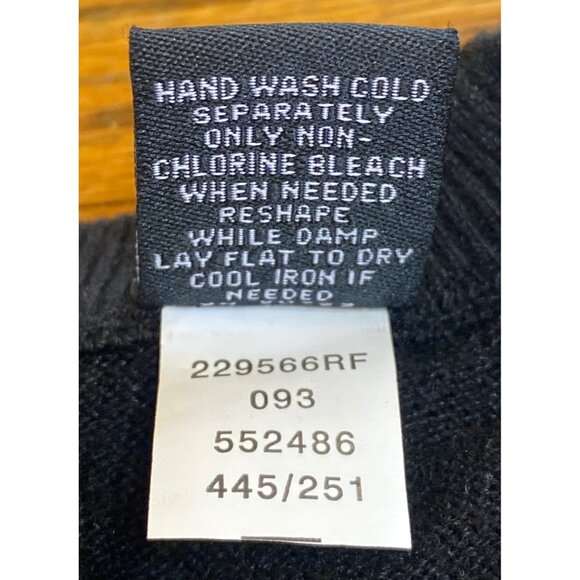 HAND WASH COLD
SEPARATELY
ONLY NON-
CHLORINE BLEACH
WHEN NEEDED
RESHAPE
WHILE DAMP
LAY FLAT TO DRY
COOL IRON IF
NEEDED
229566RF
093
552486
445/251